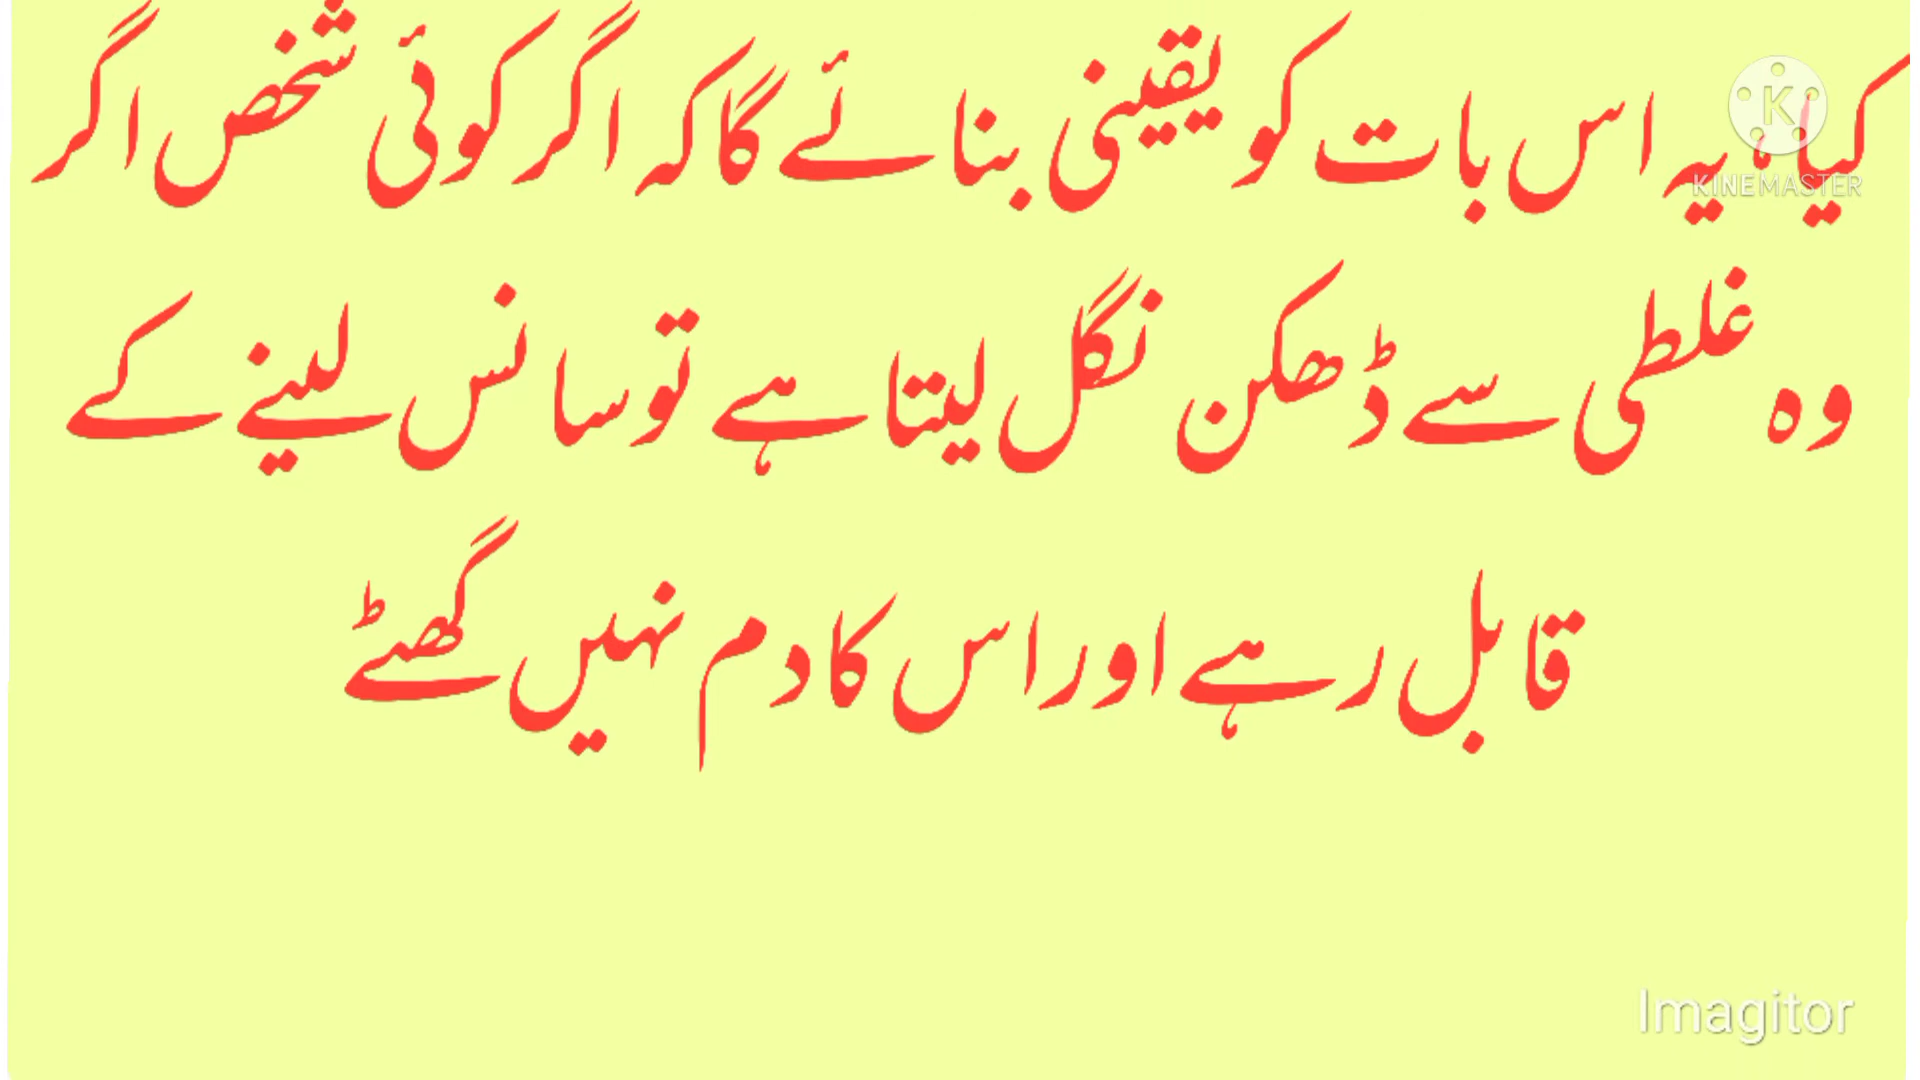 کیا، یہ اس بات کو یقینی بنائے گا کہ اگر کوئی شخص اگر
وہ غلطی سے ڈھکن نگل لیتا ہے تو سانس لینے کے
قابل رہے اور اس کا دم نہیں گھٹے
KINEMASTER
Imagitor